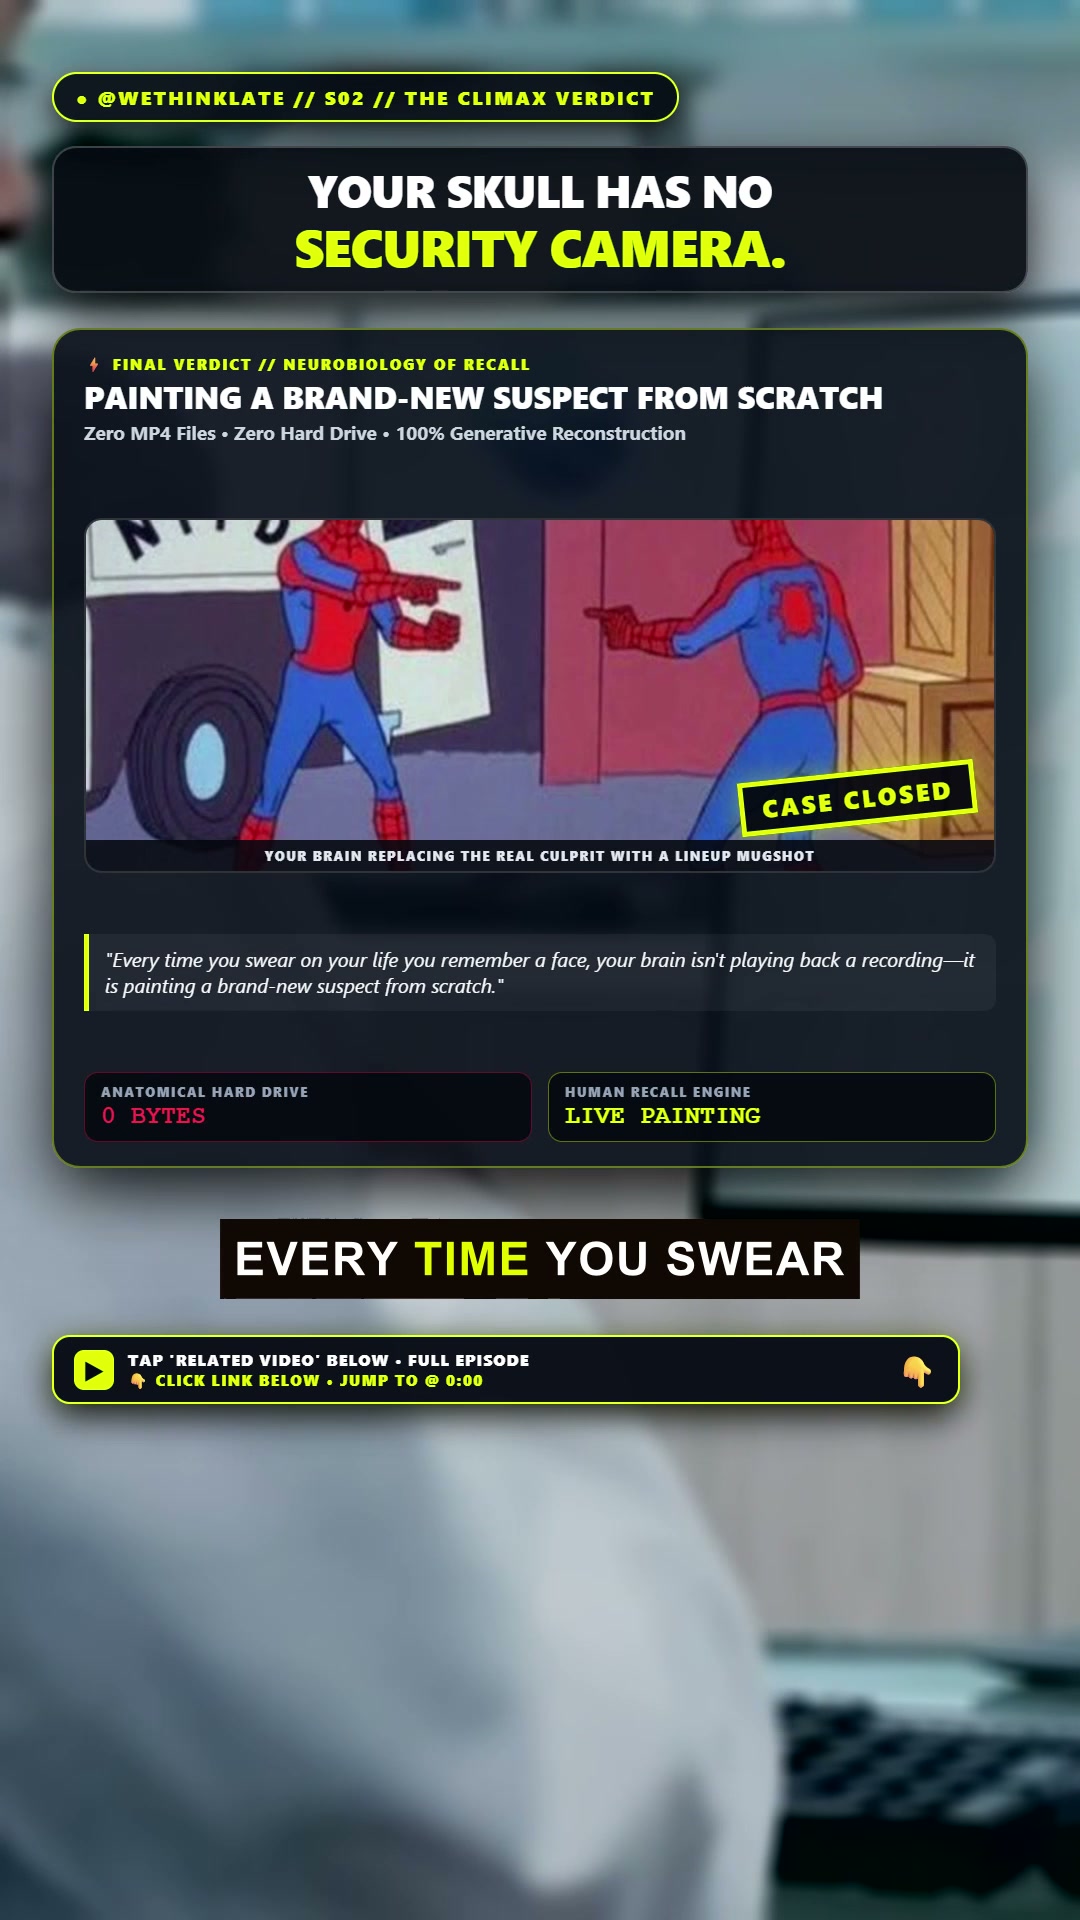 • @WETHINKLATE // S02 // THE CLIMAX VERDICT
YOUR SKULL HAS NO
SECURITY CAMERA.
FINAL VERDICT // NEUROBIOLOGY OF RECALL
PAINTING A BRAND-NEW SUSPECT FROM SCRATCH
Zero MP4 Files • Zero Hard Drive • 100% Generative Reconstruction
CASE CLOSED
YOUR BRAIN REPLACING THE REAL CULPRIT WITH A LINEUP MUGSHOT
"Every time you swear on your life you remember a face, your brain isn't playing back a recording—it
is painting a brand-new suspect from scratch."
ANATOMICAL HARD DRIVE
0 BYTES
HUMAN RECALL ENGINE
LIVE PAINTING
EVERY TIME YOU SWEAR
TAP 'RELATED VIDEO' BELOW • FULL EPISODE
👇 CLICK LINK BELOW • JUMP TO @ 0:00